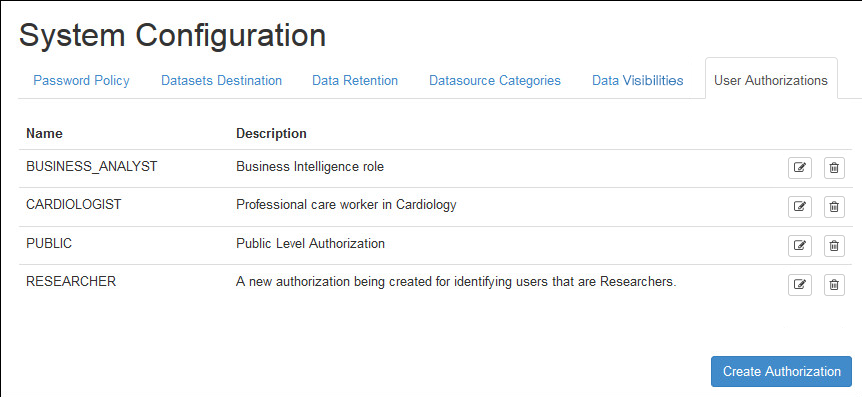 System Configuration
Password Policy Datasets Destination Data Retention Datasource Categories Data Visibilities User Authorizations
Name Description
BUSINESS_ANALYST Business Intelligence role
CARDIOLOGIST Professional care worker in Cardiology
PUBLIC Public Level Authorization
RESEARCHER A new authorization being created for identifying users that are Researchers.
Create Authorization